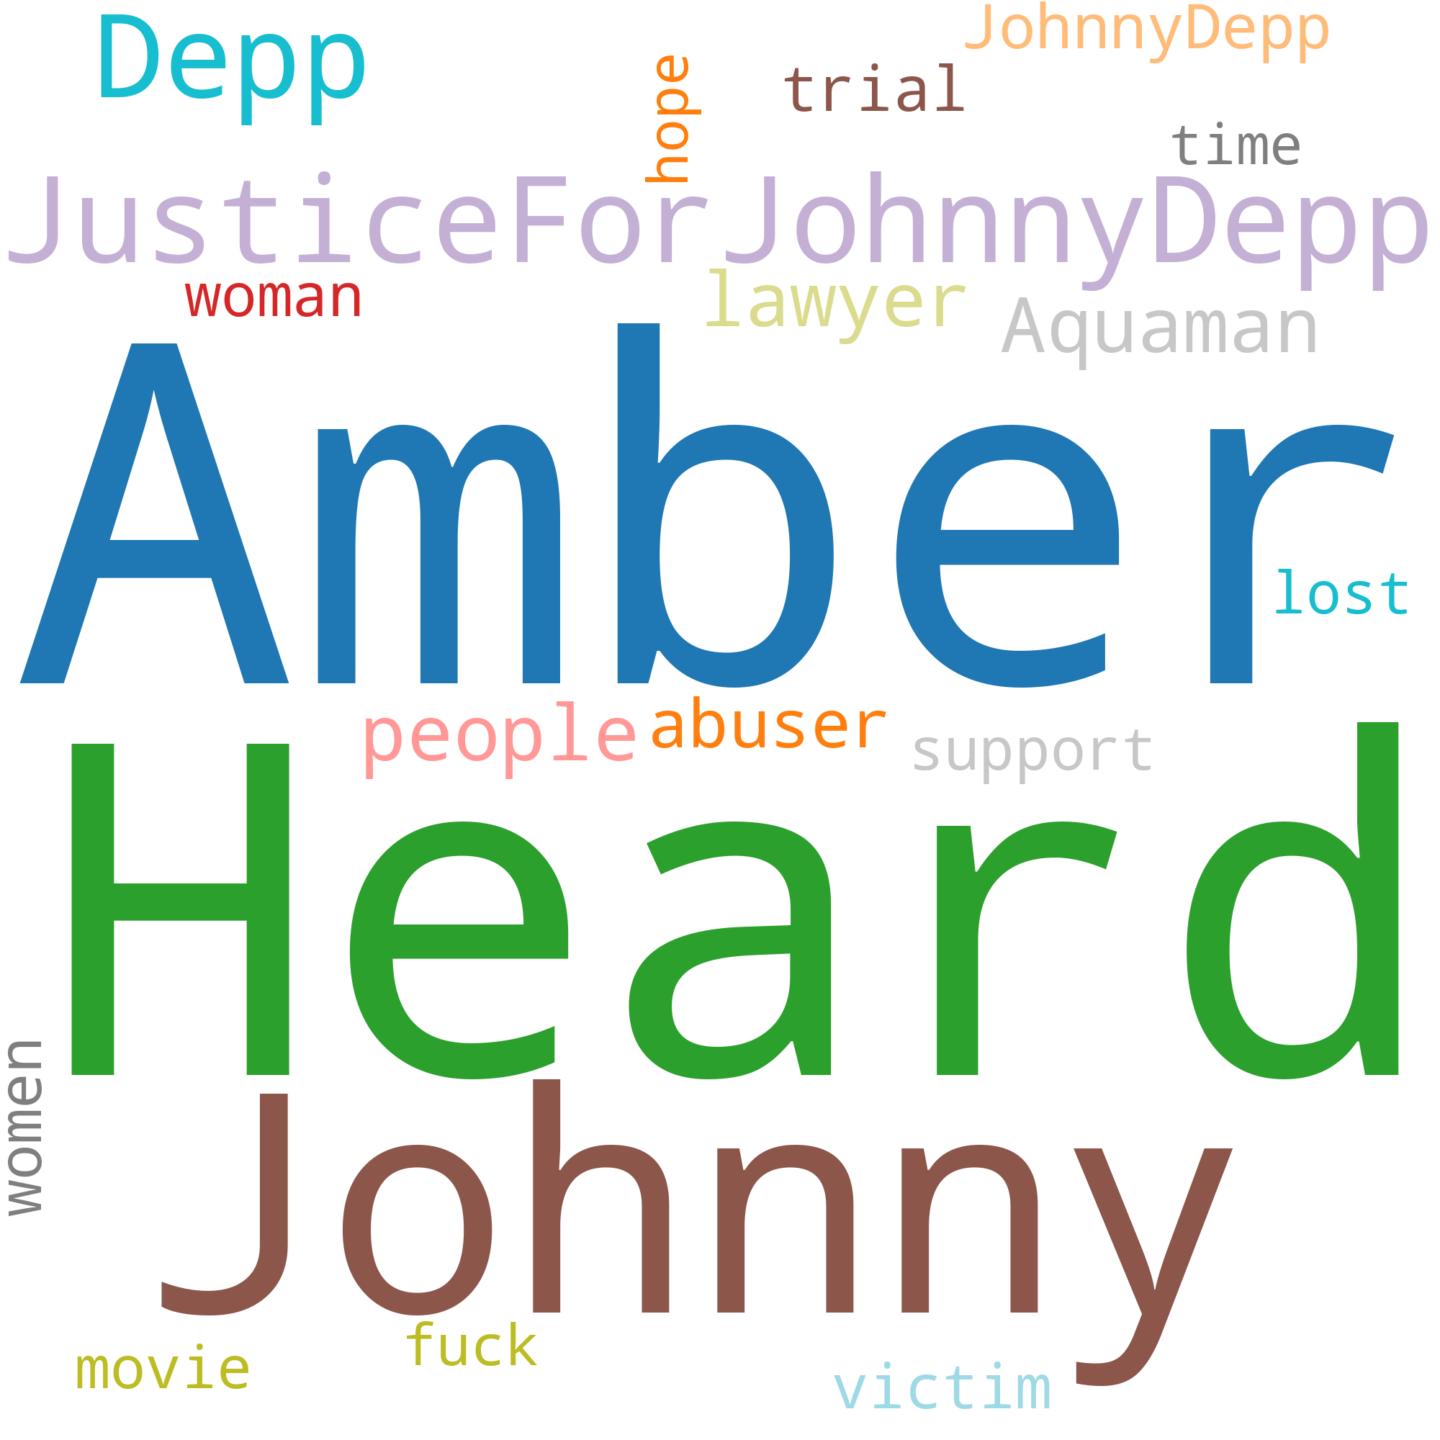 Depp
JohnnyDepp
hope
trial
time
JusticeForJohnnyDepp
woman
lawyer
Aquaman
Amber
lost
people
abuser
support
Heard
women
Johnny
movie
fuck
victim